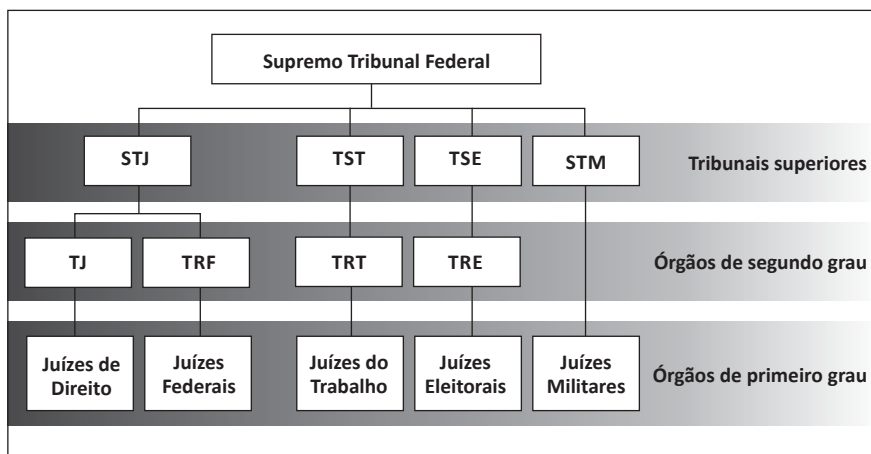 Supremo Tribunal Federal
STJ
TST
TSE
STM
Tribunais superiores
TJ
TRF
TRT
TRE
Órgãos de segundo grau
Juízes de
Direito
Juízes
Federais
Juízes do
Trabalho
Juízes
Eleitorais
Juízes
Militares
Órgãos de primeiro grau